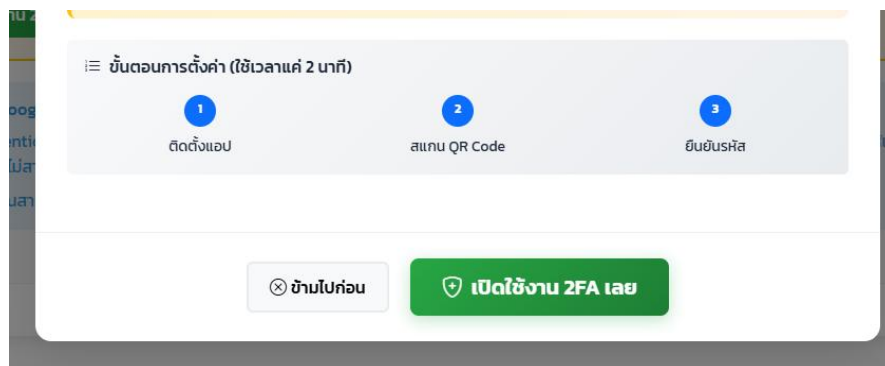 ขั้นตอนการตั้งค่า (ใช้เวลาแค่ 2 นาที)
1
2
3
ติดตั้งแอป
สแกน QR Code
ยืนยันรหัส
ข้ามไปก่อน
เปิดใช้งาน 2FA เลย